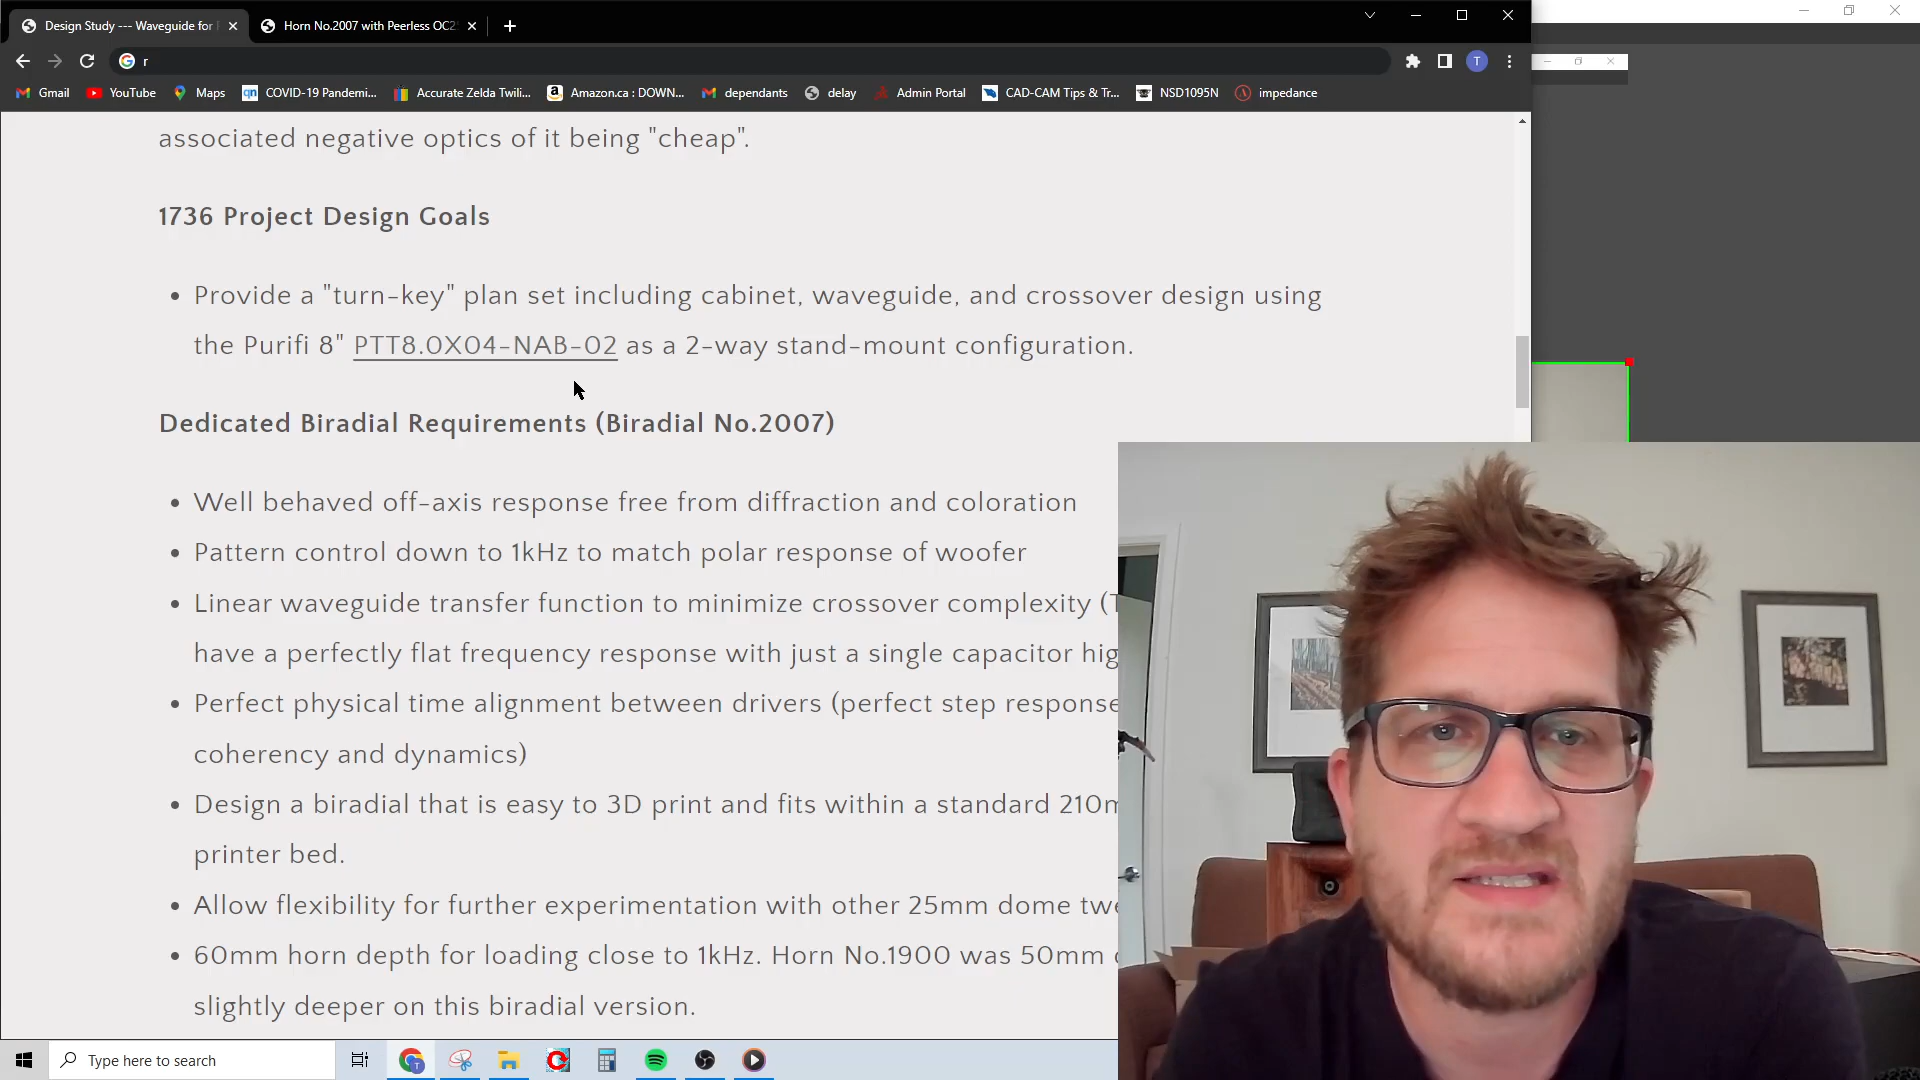 Design Study --- Waveguide for
Horn No.2007 with Peerless OC2
r
T
Gmail
YouTube
Maps
qn
COVID-19 Pandemi...
Accurate Zelda Twili...
Amazon.ca : DOWN...
dependants
delay
Admin Portal
CAD-CAM Tips & Tr...
NSD1095N
impedance
associated negative optics of it being "cheap".
1736 Project Design Goals
• Provide a "turn-key" plan set including cabinet, waveguide, and crossover design using
the Purifi 8" PTT8.0X04-NAB-02 as a 2-way stand-mount configuration.
Dedicated Biradial Requirements (Biradial No.2007)
• Well behaved off-axis response free from diffraction and coloration
• Pattern control down to 1kHz to match polar response of woofer
• Linear waveguide transfer function to minimize crossover complexity (T
have a perfectly flat frequency response with just a single capacitor hig
• Perfect physical time alignment between drivers (perfect step response
coherency and dynamics)
• Design a biradial that is easy to 3D print and fits within a standard 210m
printer bed.
• Allow flexibility for further experimentation with other 25mm dome twe
• 60mm horn depth for loading close to 1kHz. Horn No.1900 was 50mm
slightly deeper on this biradial version.
Type here to search